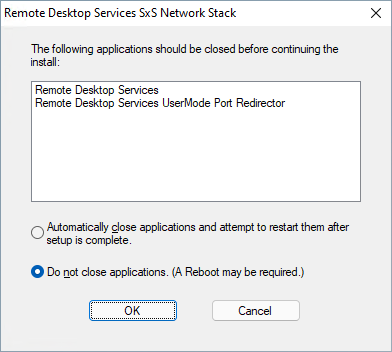 Remote Desktop Services SxS Network Stack
The following applications should be closed before continuing the
install:
Remote Desktop Services
Remote Desktop Services UserMode Port Redirector
Automatically close applications and attempt to restart them after
setup is complete.
Do not close applications. (A Reboot may be required.)
OK
Cancel